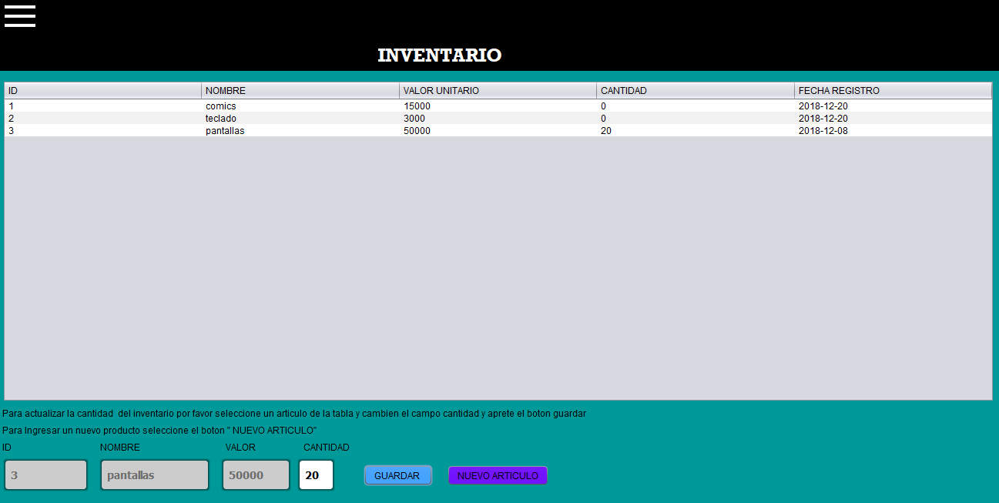 INVENTARIO
ID NOMBRE VALOR UNITARIO CANTIDAD FECHA REGISTRO
1 comics 15000 0 2018-12-20
2 teclado 3000 0 2018-12-20
3 pantallas 50000 20 2018-12-08
Para actualizar la cantidad del inventario por favor seleccione un articulo de la tabla y cambien el campo cantidad y aprete el boton guardar
Para Ingresar un nuevo producto seleccione el boton " NUEVO ARTICULO"
ID NOMBRE VALOR CANTIDAD
3 pantallas 50000 20 GUARDAR NUEVO ARTICULO